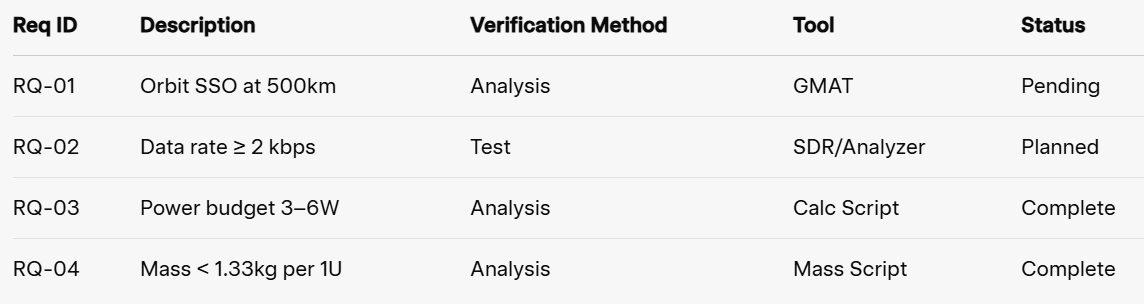 Req ID Description Verification Method Tool Status
RQ-01 Orbit SSO at 500km Analysis GMAT Pending
RQ-02 Data rate ≥ 2 kbps Test SDR/Analyzer Planned
RQ-03 Power budget 3–6W Analysis Calc Script Complete
RQ-04 Mass < 1.33kg per 1U Analysis Mass Script Complete